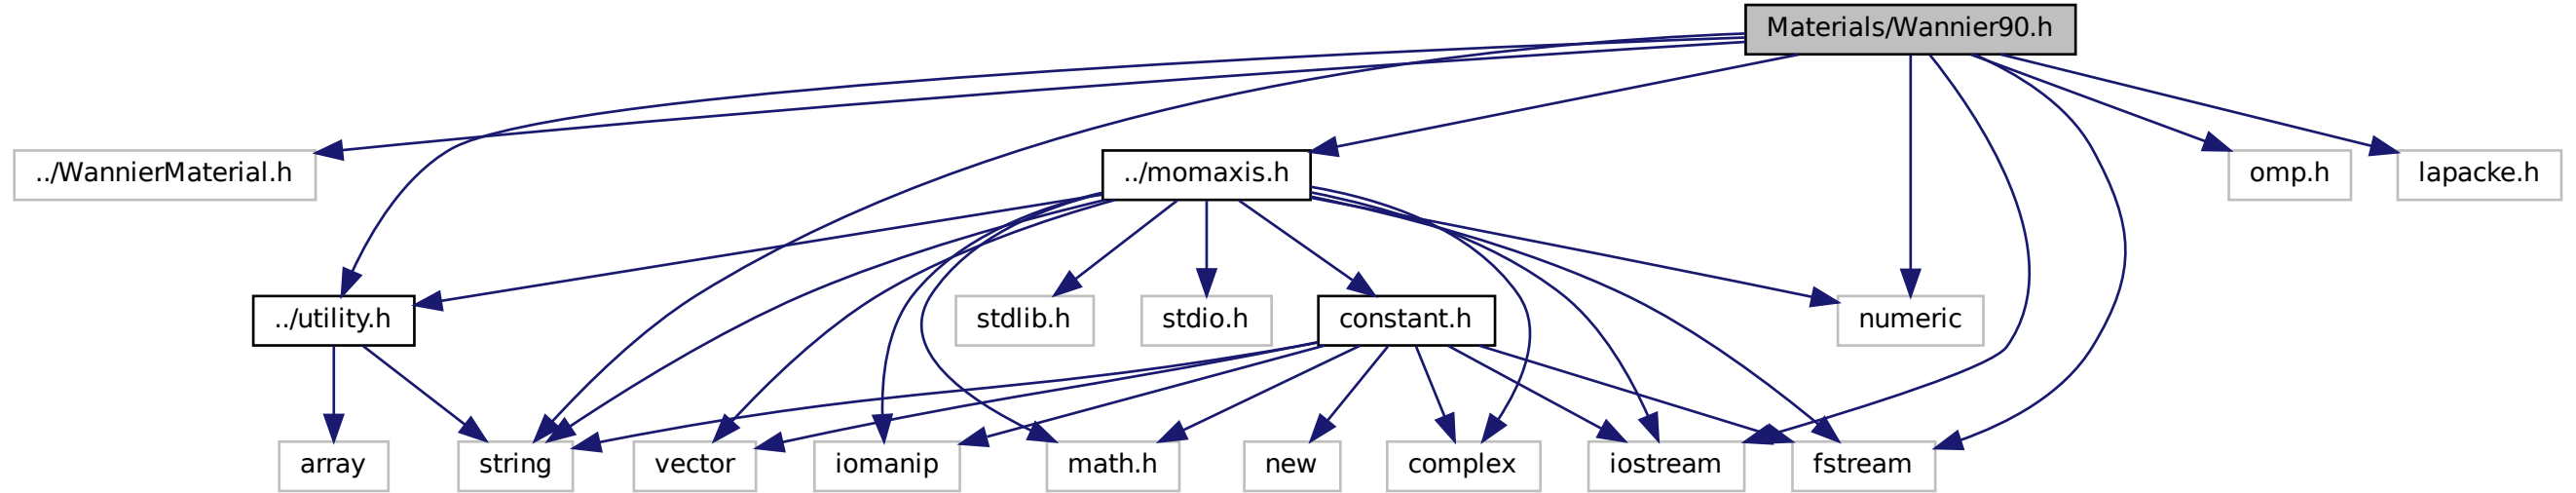 Materials/Wannier90.h
../WannierMaterial.h
../momaxis.h
omp.h
lapacke.h
../utility.h
stdlib.h
stdio.h
constant.h
numeric
array
string
vector
iomanip
math.h
new
complex
iostream
fstream